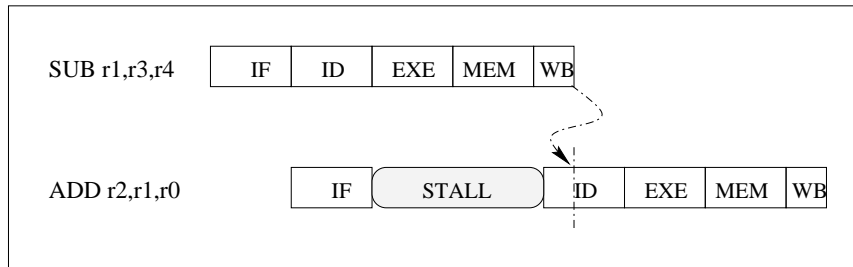 SUB r1,r3,r4 IF ID EXE MEM WB
ADD r2,r1,r0 IF STALL ID EXE MEM WB